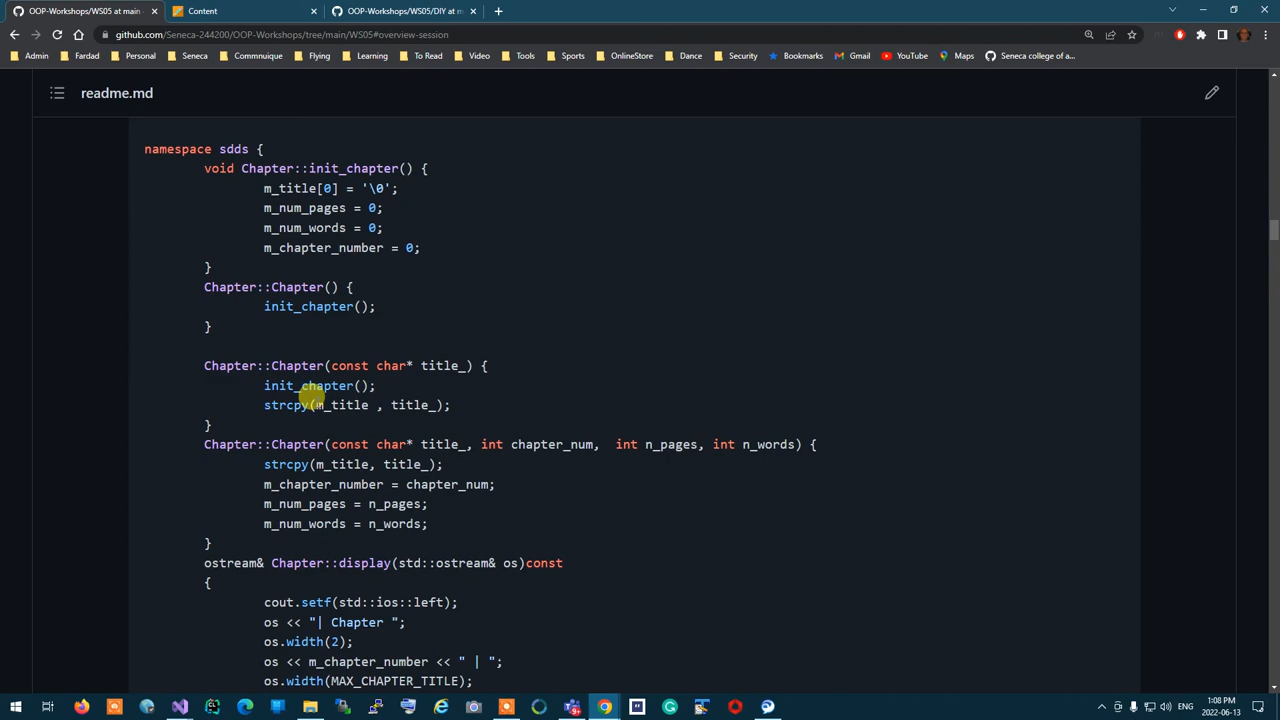 OOP-Workshops/WS05 at main
Content
OOP-Workshops/WS05/DIY at m
github.com/Seneca-244200/OOP-Workshops/tree/main/WS05#overview-session
Admin Fardad Personal Seneca Commnuique Flying Learning To Read Video Tools Sports OnlineStore Dance Security Bookmarks Gmail YouTube Maps Seneca college of a...
readme.md
namespace sdds {
void Chapter::init_chapter() {
m_title[0] = '\0';
m_num_pages = 0;
m_num_words = 0;
m_chapter_number = 0;
}
Chapter::Chapter() {
init_chapter();
}
Chapter::Chapter(const char* title_) {
init_chapter();
strcpy(m_title , title_);
}
Chapter::Chapter(const char* title_, int chapter_num,  int n_pages, int n_words) {
strcpy(m_title, title_);
m_chapter_number = chapter_num;
m_num_pages = n_pages;
m_num_words = n_words;
}
ostream& Chapter::display(std::ostream& os)const
{
cout.setf(std::ios::left);
os << "| Chapter ";
os.width(2);
os << m_chapter_number << " | ";
os.width(MAX_CHAPTER_TITLE);
ENG 1:08 PM
2022-06-13